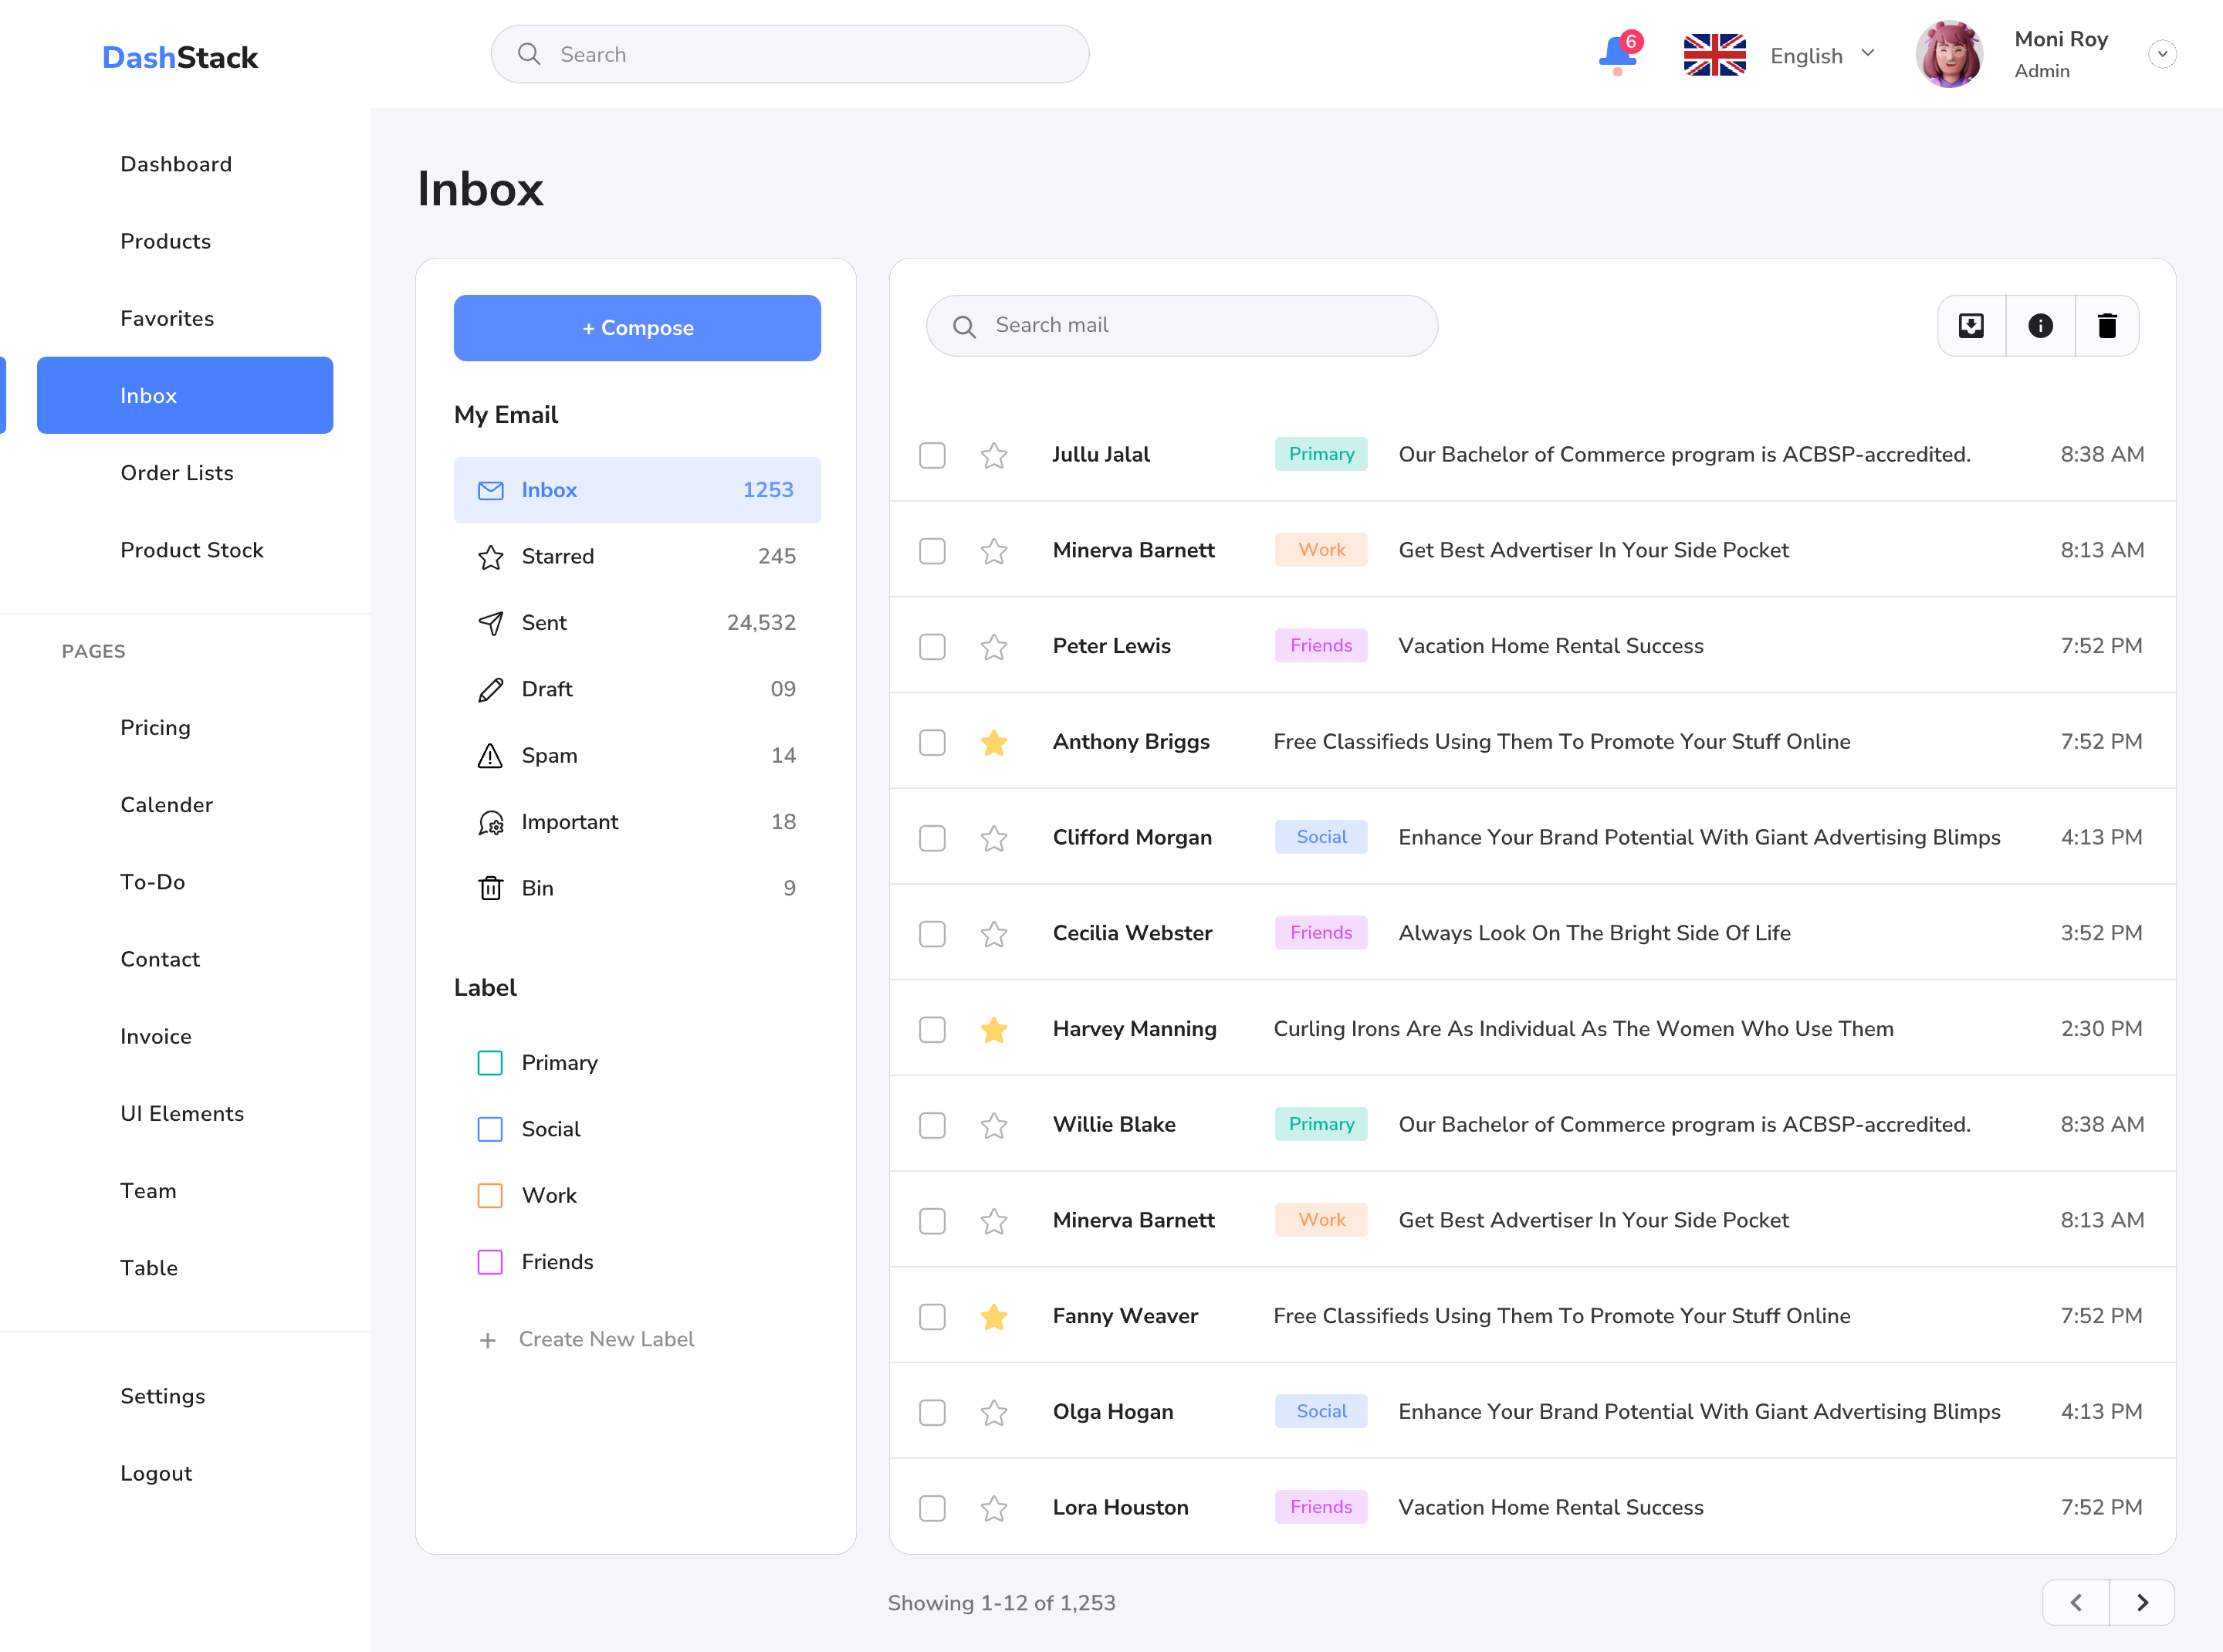 DashStack
Search
6
English
Moni Roy
Admin
Dashboard
Products
Favorites
Inbox
Order Lists
Product Stock
PAGES
Pricing
Calender
To-Do
Contact
Invoice
UI Elements
Team
Table
Settings
Logout
Inbox
+ Compose
My Email
Inbox 1253
Starred 245
Sent 24,532
Draft 09
Spam 14
Important 18
Bin 9
Label
Primary
Social
Work
Friends
+ Create New Label
Search mail
Jullu Jalal Primary Our Bachelor of Commerce program is ACBSP-accredited. 8:38 AM
Minerva Barnett Work Get Best Advertiser In Your Side Pocket 8:13 AM
Peter Lewis Friends Vacation Home Rental Success 7:52 PM
Anthony Briggs Free Classifieds Using Them To Promote Your Stuff Online 7:52 PM
Clifford Morgan Social Enhance Your Brand Potential With Giant Advertising Blimps 4:13 PM
Cecilia Webster Friends Always Look On The Bright Side Of Life 3:52 PM
Harvey Manning Curling Irons Are As Individual As The Women Who Use Them 2:30 PM
Willie Blake Primary Our Bachelor of Commerce program is ACBSP-accredited. 8:38 AM
Minerva Barnett Work Get Best Advertiser In Your Side Pocket 8:13 AM
Fanny Weaver Free Classifieds Using Them To Promote Your Stuff Online 7:52 PM
Olga Hogan Social Enhance Your Brand Potential With Giant Advertising Blimps 4:13 PM
Lora Houston Friends Vacation Home Rental Success 7:52 PM
Showing 1-12 of 1,253